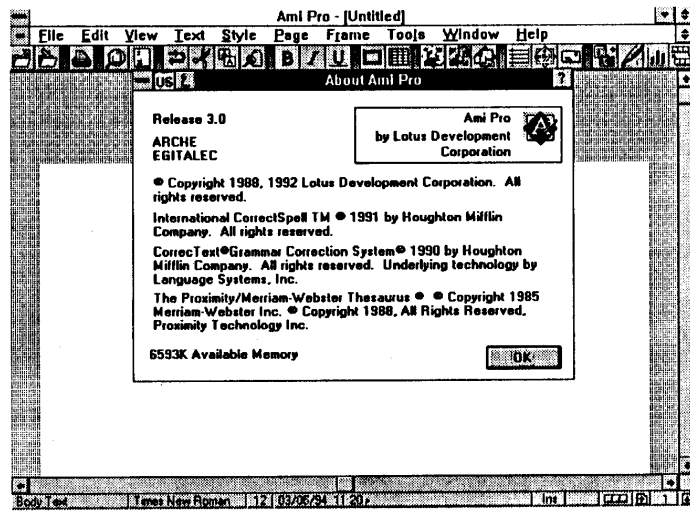 Ami Pro - [Untitled]
File Edit View Text Style Page Frame Tools Window Help
B I U
US About Ami Pro ?
Release 3.0
ARCHE
EGITALEC
Ami Pro
by Lotus Development
Corporation
© Copyright 1988, 1992 Lotus Development Corporation. All
rights reserved.
International CorrectSpell TM © 1991 by Houghton Mifflin
Company. All rights reserved.
CorrecText®Grammar Correction System© 1990 by Houghton
Mifflin Company. All rights reserved. Underlying technology by
Language Systems, Inc.
The Proximity/Merriam-Webster Thesaurus © © Copyright 1985
Merriam-Webster Inc. © Copyright 1988, All Rights Reserved,
Proximity Technology Inc.
6593K Available Memory
OK
Body Text Times New Roman 12 03/06/94 11:20 Ins 1